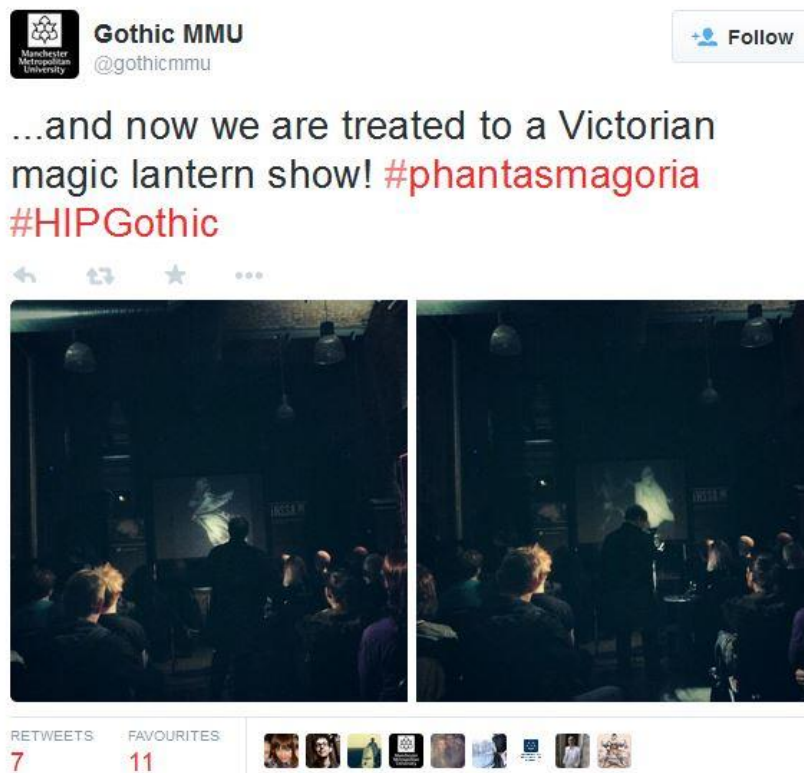 Manchester
Metropolitan
University
Gothic MMU
@gothicmmu
Follow
...and now we are treated to a Victorian
magic lantern show! #phantasmagoria
#HIPGothic
RETWEETS
7
FAVOURITES
11